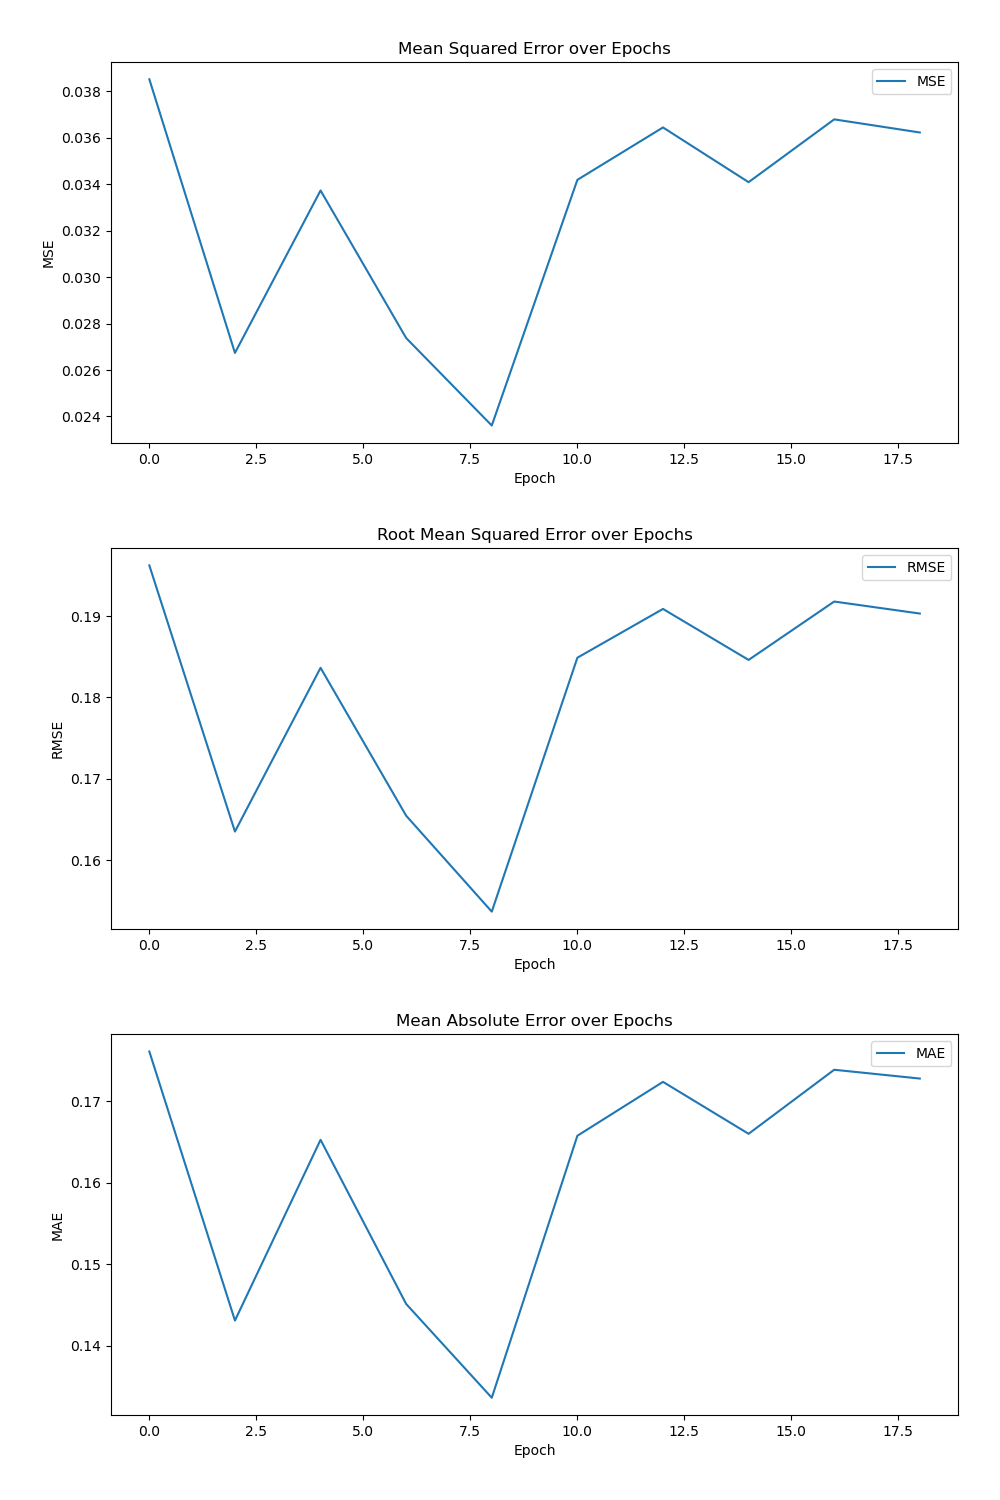 Mean Squared Error over Epochs
MSE
0.038
0.036
0.034
0.032
0.030
0.028
0.026
0.024
MSE
0.0 2.5 5.0 7.5 10.0 12.5 15.0 17.5
Epoch
Root Mean Squared Error over Epochs
RMSE
0.19
0.18
0.17
0.16
RMSE
0.0 2.5 5.0 7.5 10.0 12.5 15.0 17.5
Epoch
Mean Absolute Error over Epochs
MAE
0.17
0.16
0.15
0.14
MAE
0.0 2.5 5.0 7.5 10.0 12.5 15.0 17.5
Epoch